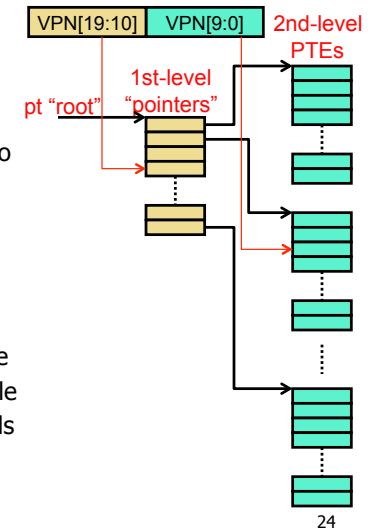 VPN[19:10] VPN[9:0]
2nd-level
PTEs
1st-level
pt "root" "pointers"
o
e
le
ls
24